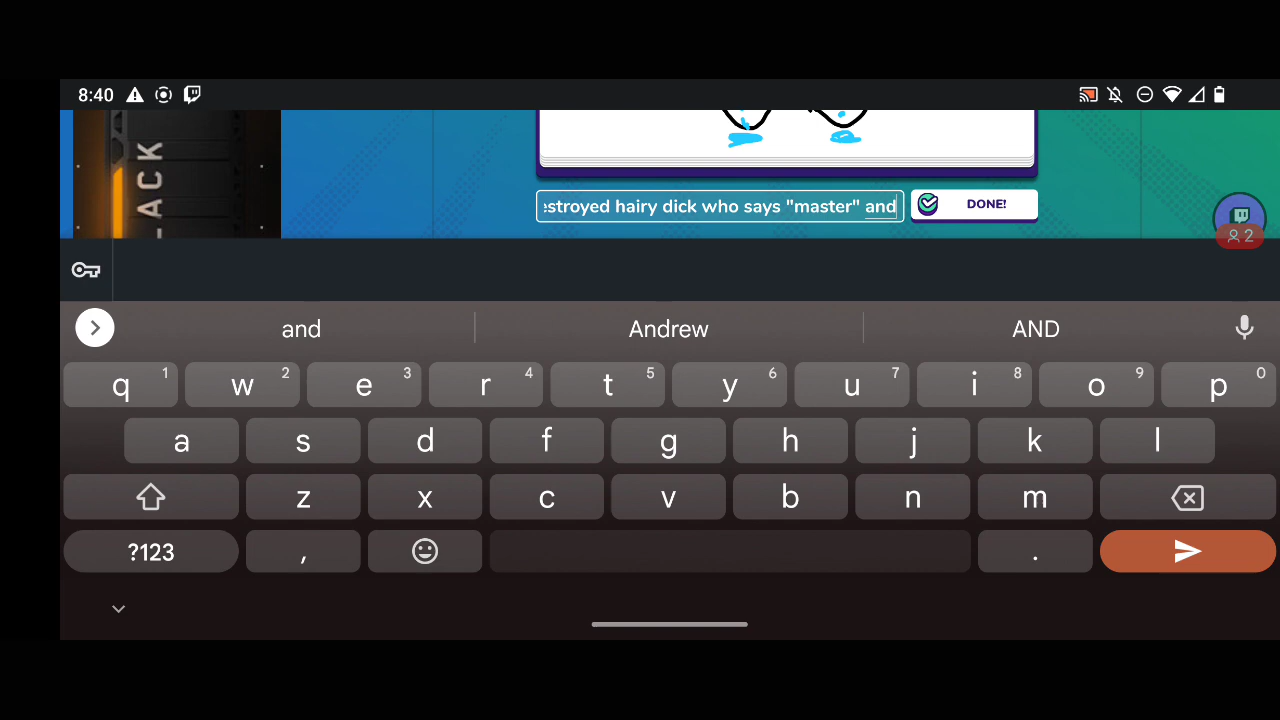 8:40
LACK
stroyed hairy dick who says "master" and
DONE!
2
and Andrew AND
q 1 w 2 e 3 r 4 t 5 y 6 u 7 i 8 o 9 p 0
a s d f g h j k l
z x c v b n m
?123 , .